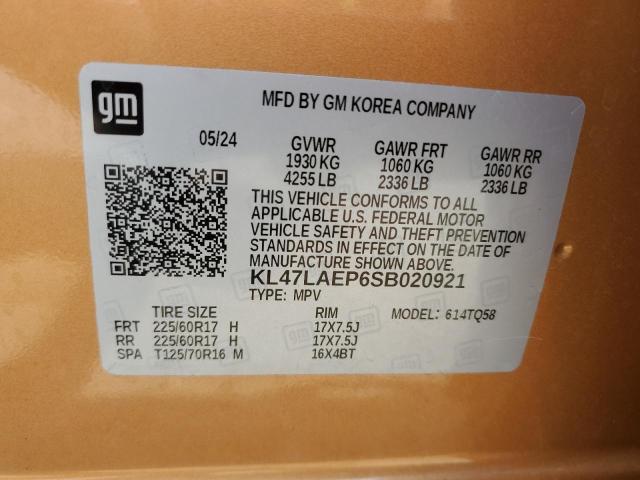 gm
MFD BY GM KOREA COMPANY
05/24 GVWR GAWR FRT GAWR RR
1930 KG 1060 KG 1060 KG
4255 LB 2336 LB 2336 LB
THIS VEHICLE CONFORMS TO ALL
APPLICABLE U.S. FEDERAL MOTOR
VEHICLE SAFETY AND THEFT PREVENTION
STANDARDS IN EFFECT ON THE DATE OF
MANUFACTURE SHOWN ABOVE.
KL47LAEP6SB020921
TYPE: MPV
TIRE SIZE RIM MODEL: 614TQ58
FRT 225/60R17 H 17X7.5J
RR 225/60R17 H 17X7.5J
SPA T125/70R16 M 16X4BT